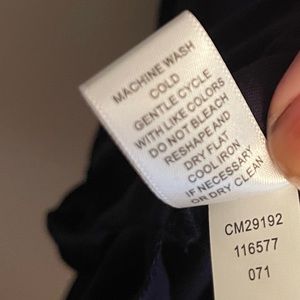 MACHINE WASH
COLD
GENTLE CYCLE
WITH LIKE COLORS
DO NOT BLEACH
RESHAPE AND
DRY FLAT
COOL IRON
IF NECESSARY
OR DRY CLEAN
CM29192
116577
071